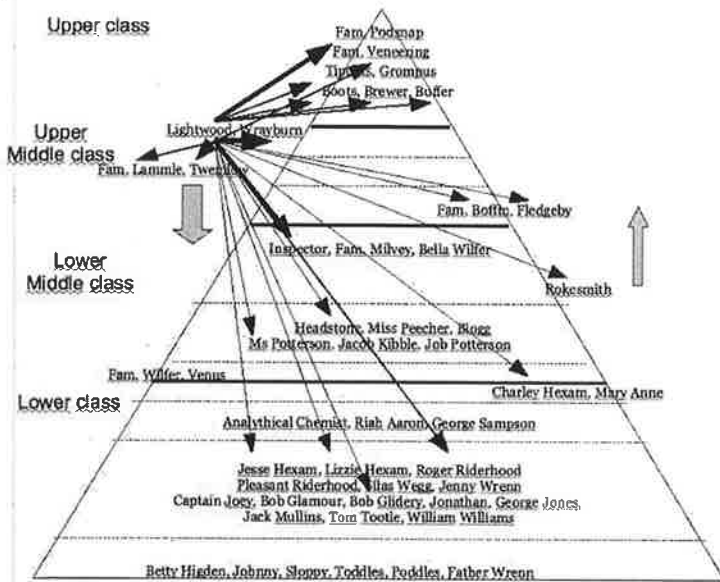 Upper class
Fam, Podsnap
Fam, Veneering
Tippins, Grompus
Boots, Brewer, Buffer
Lightwood, Wrayburn
Upper
Middle class
Fam, Lammle, Twemlow
Fam, Boffin, Fledgeby
Inspector, Fam, Milvey, Bella Wilfer
Lower
Middle class
Rokesmith
Headstone, Miss Peecher, Blogg
Ms Potterson, Jacob Kibble, Job Potterson
Fam, Wilfer, Venus
Charley Hexam, Mary Anne
Lower class
Analytical Chemist, Riah Aaron, George Sampson
Jesse Hexam, Lizzie Hexam, Roger Riderhood
Pleasant Riderhood, Silas Wegg, Jenny Wrenn
Captain Joey, Bob Glamour, Bob Glidery, Jonathan, George Jones,
Jack Mullins, Tom Tootle, William Williams
Betty Higden, Johnny, Sloppy, Toddles, Poddles, Father Wrenn